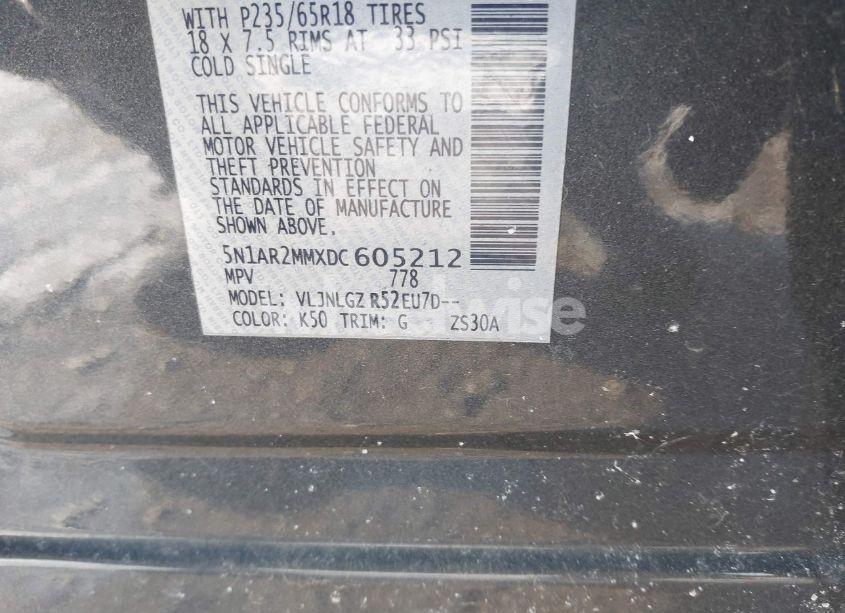 WITH P235/65R18 TIRES
18 X 7.5 RIMS AT 33 PSI
COLD SINGLE
THIS VEHICLE CONFORMS TO
ALL APPLICABLE FEDERAL
MOTOR VEHICLE SAFETY AND
THEFT PREVENTION
STANDARDS IN EFFECT ON
THE DATE OF MANUFACTURE
SHOWN ABOVE.
5N1AR2MMXDC605212
MPV 778
MODEL: VLJNLGZ R52EU7D--
COLOR: K50 TRIM: G ZS30A